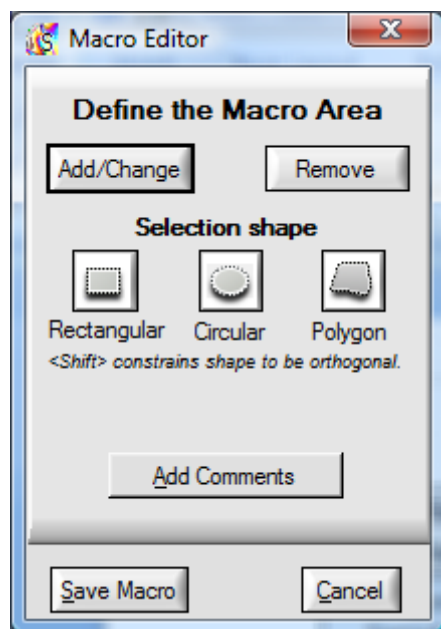 Macro Editor
Define the Macro Area
Add/Change Remove
Selection shape
Rectangular Circular Polygon
<Shift> constrains shape to be orthogonal.
Add Comments
Save Macro Cancel